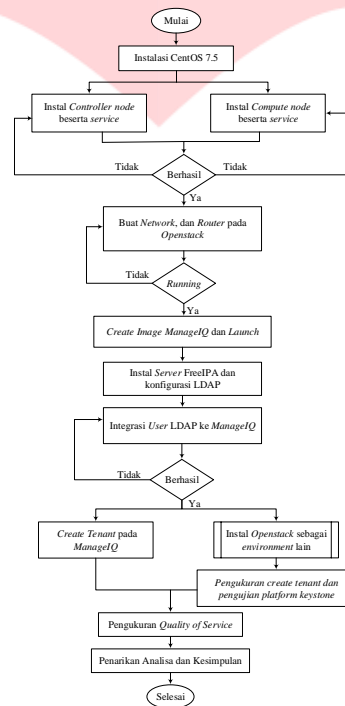 Mulai
Instalasi CentOS 7.5
Instal Controller node
beserta service
Instal Compute node
beserta service
Tidak
Berhasil
Tidak
Ya
Buat Network, dan Router pada
Openstack
Tidak
Running
Ya
Create Image ManageIQ dan Launch
Instal Server FreeIPA dan
konfigurasi LDAP
Integrasi User LDAP ke ManageIQ
Tidak
Berhasil
Ya
Create Tenant pada
ManageIQ
Instal Openstack sebagai
environment lain
Pengukuran create tenant dan
pengujian platform keystone
Pengukuran Quality of Service
Penarikan Analisa dan Kesimpulan
Selesai